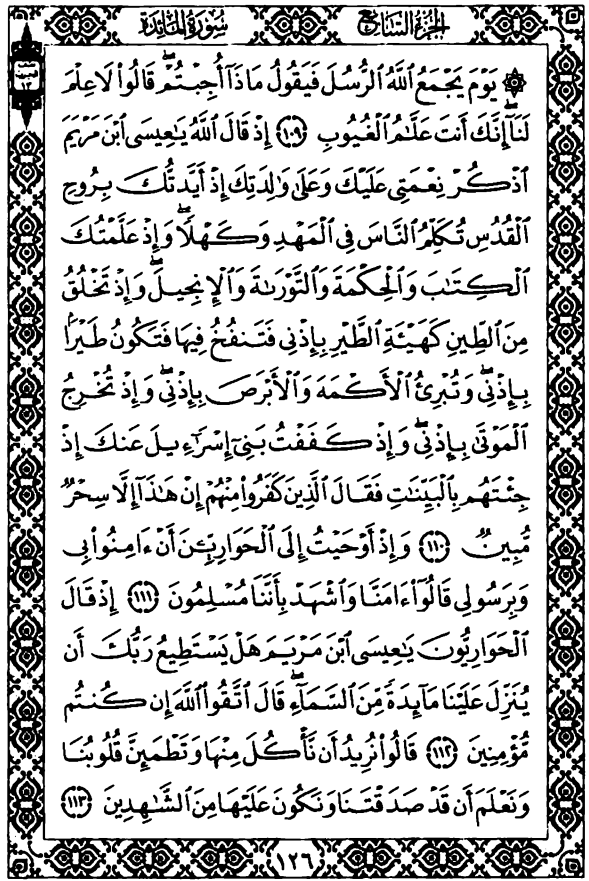 الجزء السابع
سورة المائدة
۞ يَوْمَ يَجْمَعُ ٱللَّهُ ٱلرُّسُلَ فَيَقُولُ مَاذَآ أُجِبْتُمْۖ قَالُوا۟ لَا عِلْمَ
لَنَآۖ إِنَّكَ أَنتَ عَلَّـٰمُ ٱلْغُيُوبِ ١٠٩ إِذْ قَالَ ٱللَّهُ يَـٰعِيسَى ٱبْنَ مَرْيَمَ
ٱذْكُرْ نِعْمَتِى عَلَيْكَ وَعَلَىٰ وَٰلِدَتِكَ إِذْ أَيَّدتُّكَ بِرُوحِ
ٱلْقُدُسِ تُكَلِّمُ ٱلنَّاسَ فِى ٱلْمَهْدِ وَكَهْلًاۖ وَإِذْ عَلَّمْتُكَ
ٱلْكِتَـٰبَ وَٱلْحِكْمَةَ وَٱلتَّوْرَىٰةَ وَٱلْإِنجِيلَۖ وَإِذْ تَخْلُقُ
مِنَ ٱلطِّينِ كَهَيْـَٔةِ ٱلطَّيْرِ بِإِذْنِى فَتَنفُخُ فِيهَا فَتَكُونُ طَيْرًۢا
بِإِذْنِىۖ وَتُبْرِئُ ٱلْأَكْمَهَ وَٱلْأَبْرَصَ بِإِذْنِىۖ وَإِذْ تُخْرِجُ
ٱلْمَوْتَىٰ بِإِذْنِىۖ وَإِذْ كَفَفْتُ بَنِىٓ إِسْرَٰٓءِيلَ عَنكَ إِذْ
جِئْتَهُم بِٱلْبَيِّنَـٰتِ فَقَالَ ٱلَّذِينَ كَفَرُوا۟ مِنْهُمْ إِنْ هَـٰذَآ إِلَّا سِحْرٌ
مُّبِينٌ ١١٠ وَإِذْ أَوْحَيْتُ إِلَى ٱلْحَوَارِيِّـۧنَ أَنْ ءَامِنُوا۟ بِى
وَبِرَسُولِى قَالُوٓا۟ ءَامَنَّا وَٱشْهَدْ بِأَنَّنَا مُسْلِمُونَ ١١١ إِذْ قَالَ
ٱلْحَوَارِيُّونَ يَـٰعِيسَى ٱبْنَ مَرْيَمَ هَلْ يَسْتَطِيعُ رَبُّكَ أَن
يُنَزِّلَ عَلَيْنَا مَآئِدَةً مِّنَ ٱلسَّمَآءِۖ قَالَ ٱتَّقُوا۟ ٱللَّهَ إِن كُنتُم
مُّؤْمِنِينَ ١١٢ قَالُوا۟ نُرِيدُ أَن نَّأْكُلَ مِنْهَا وَتَطْمَئِنَّ قُلُوبُنَا
وَنَعْلَمَ أَن قَدْ صَدَقْتَنَا وَنَكُونَ عَلَيْهَا مِنَ ٱلشَّـٰهِدِينَ ١١٣
١٢٦